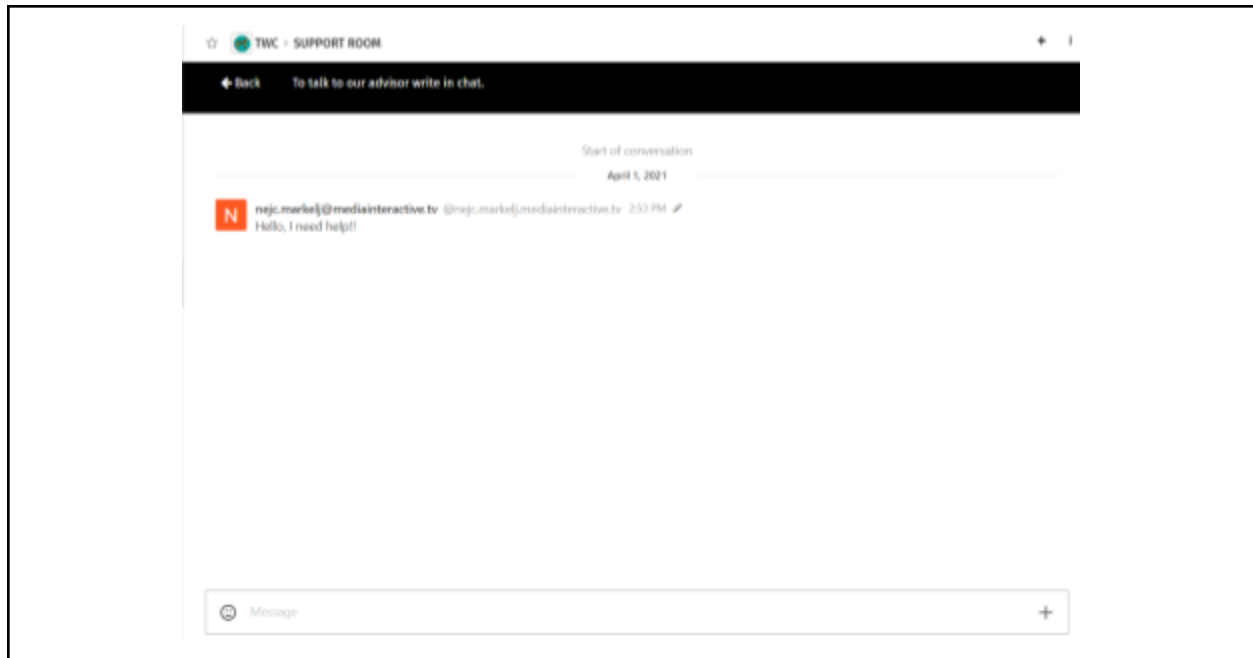 TWC › SUPPORT ROOM
Back To talk to our advisor write in chat.
Start of conversation
April 1, 2021
N
nejc.markelj@mediainteractive.tv @nejc.markelj.mediainteractive.tv 2:53 PM
Hello, I need help!!
Message